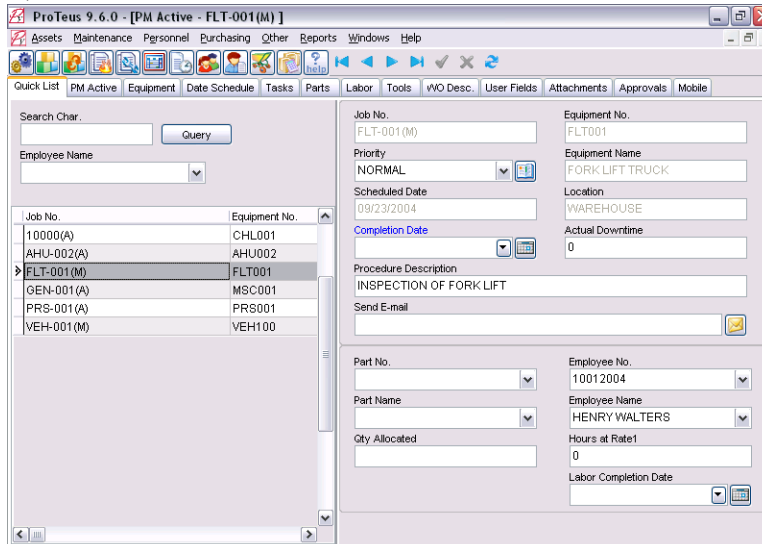 ProTeus 9.6.0 - [PM Active - FLT-001(M) ]
Assets Maintenance Personnel Purchasing Other Reports Windows Help
help
Quick List PM Active Equipment Date Schedule Tasks Parts Labor Tools WO Desc. User Fields Attachments Approvals Mobile
Search Char.
Query
Employee Name
Job No. Equipment No.
10000(A) CHL001
AHU-002(A) AHU002
FLT-001(M) FLT001
GEN-001(A) MSC001
PRS-001(A) PRS001
VEH-001(M) VEH100
Job No. Equipment No.
FLT-001(M) FLT001
Priority Equipment Name
NORMAL FORK LIFT TRUCK
Scheduled Date Location
09/23/2004 WAREHOUSE
Completion Date Actual Downtime
0
Procedure Description
INSPECTION OF FORK LIFT
Send E-mail
Part No. Employee No.
10012004
Part Name Employee Name
HENRY WALTERS
Qty Allocated Hours at Rate1
0
Labor Completion Date